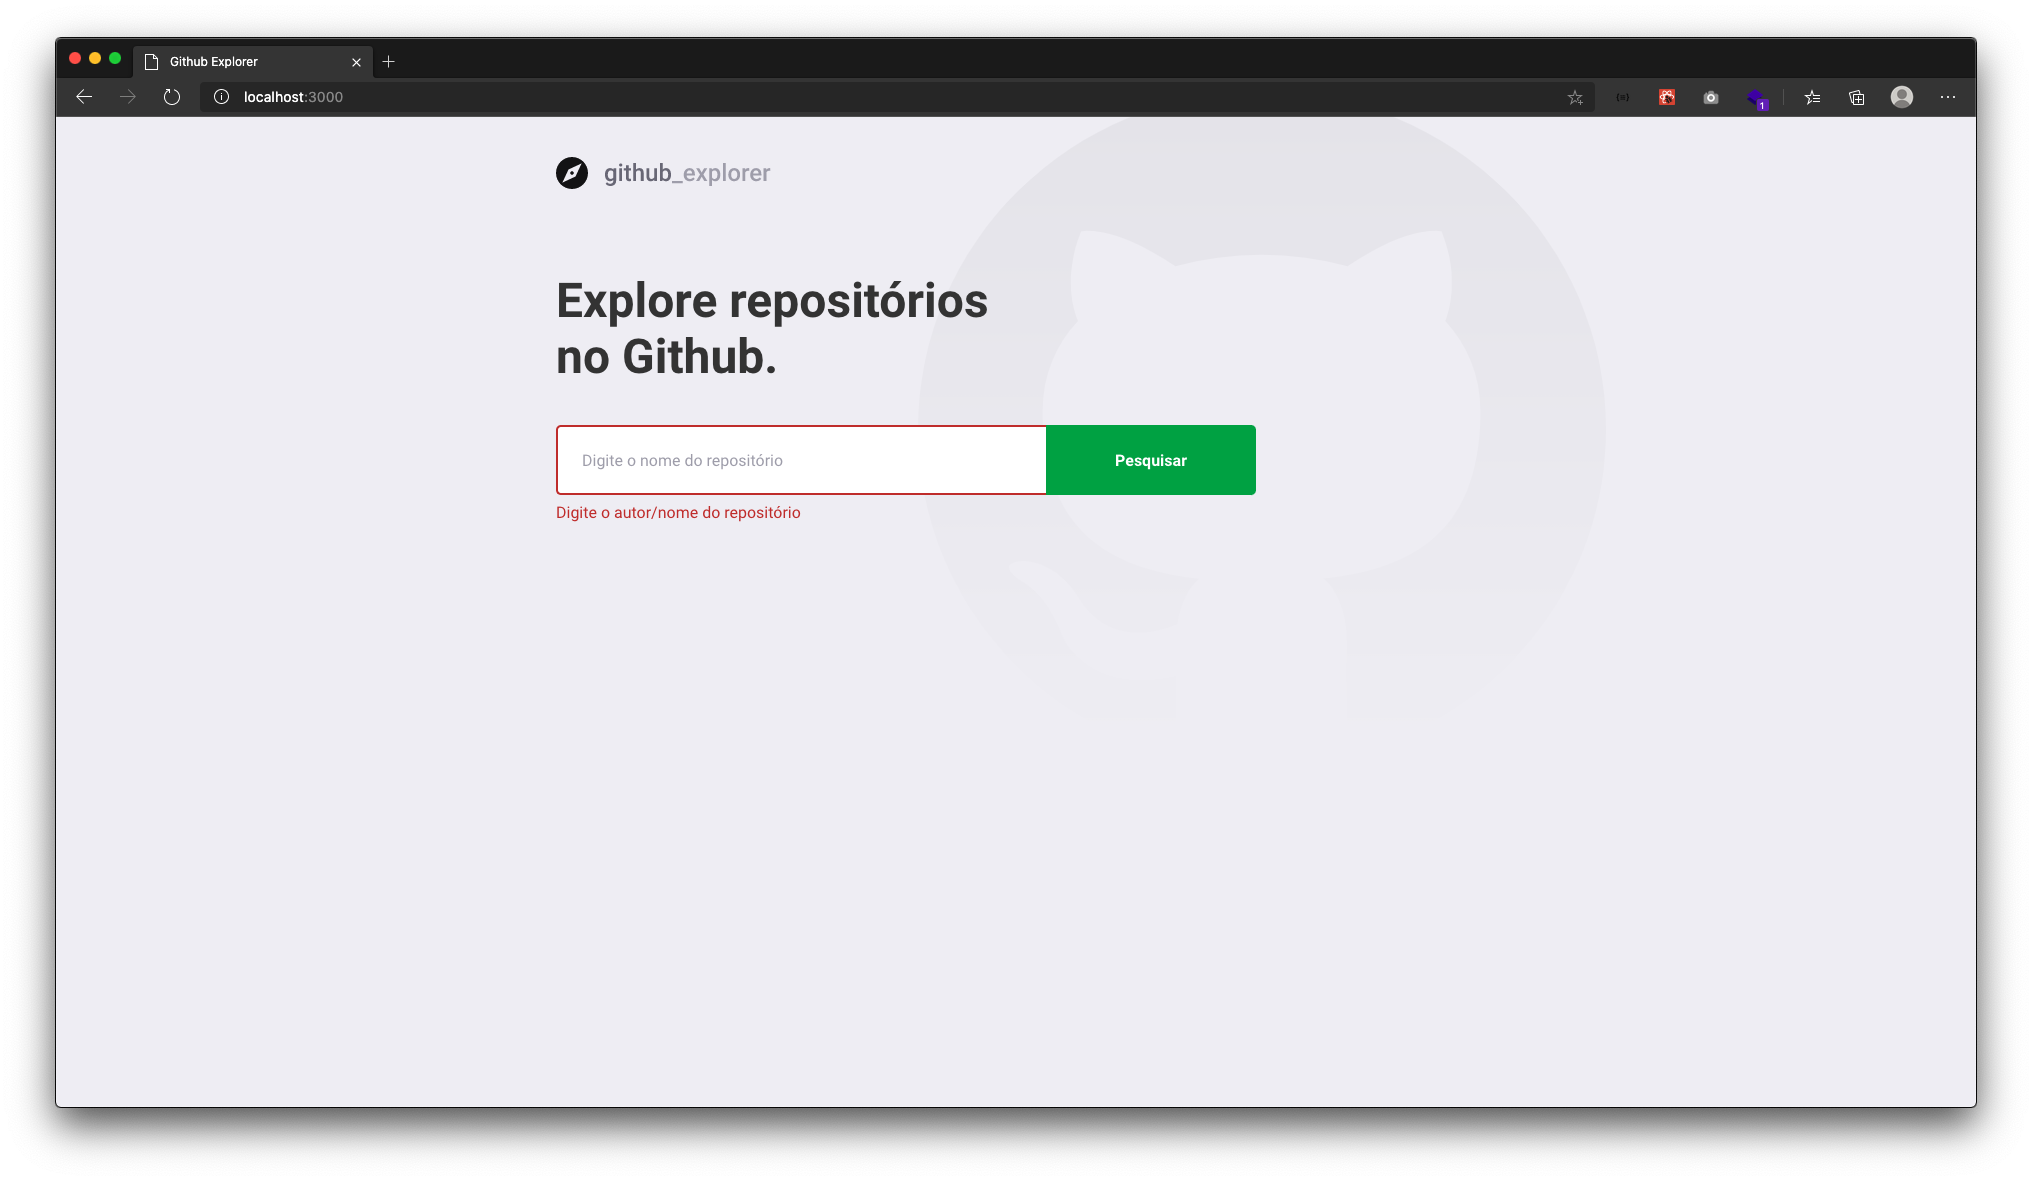 Github Explorer
localhost:3000
1
github_explorer
Explore repositórios
no Github.
Digite o nome do repositório
Pesquisar
Digite o autor/nome do repositório